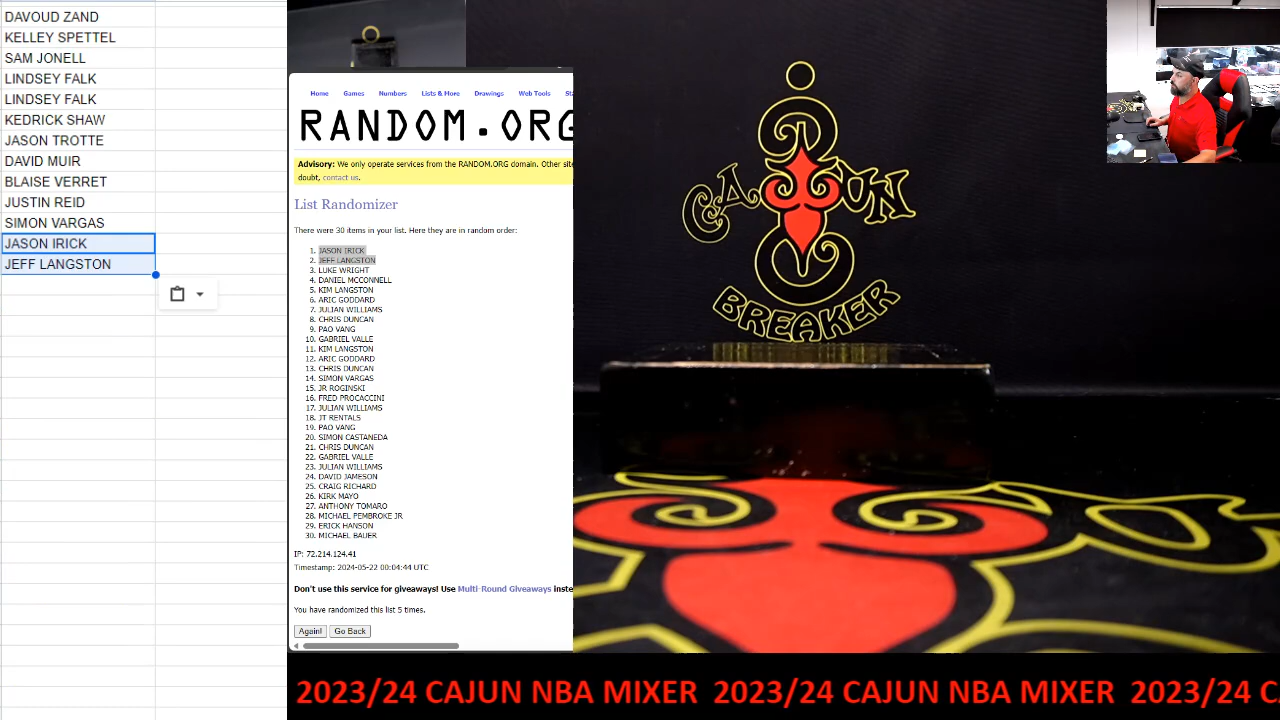 DAVOUD ZAND
KELLEY SPETTEL
SAM JONELL
LINDSEY FALK
LINDSEY FALK
KEDRICK SHAW
JASON TROTTE
DAVID MUIR
BLAISE VERRET
JUSTIN REID
SIMON VARGAS
JASON IRICK
JEFF LANGSTON
Home Games Numbers Lists & More Drawings Web Tools Sta
RANDOM.ORG
Advisory: We only operate services from the RANDOM.ORG domain. Other site
doubt, contact us.
List Randomizer
There were 30 items in your list. Here they are in random order:
1. JASON IRICK
2. JEFF LANGSTON
3. LUKE WRIGHT
4. DANIEL MCCONNELL
5. KIM LANGSTON
6. ARIC GODDARD
7. JULIAN WILLIAMS
8. CHRIS DUNCAN
9. PAO VANG
10. GABRIEL VALLE
11. KIM LANGSTON
12. ARIC GODDARD
13. CHRIS DUNCAN
14. SIMON VARGAS
15. JR ROGINSKI
16. FRED PROCACCINI
17. JULIAN WILLIAMS
18. JT RENTALS
19. PAO VANG
20. SIMON CASTANEDA
21. CHRIS DUNCAN
22. GABRIEL VALLE
23. JULIAN WILLIAMS
24. DAVID JAMESON
25. CRAIG RICHARD
26. KIRK MAYO
27. ANTHONY TOMARO
28. MICHAEL PEMBROKE JR
29. ERICK HANSON
30. MICHAEL BAUER
IP: 72.214.124.41
Timestamp: 2024-05-22 00:04:44 UTC
Don't use this service for giveaways! Use Multi-Round Giveaways inste
You have randomized this list 5 times.
Again! Go Back
CAJUN
BREAKER
2023/24 CAJUN NBA MIXER 2023/24 CAJUN NBA MIXER 2023/24 C